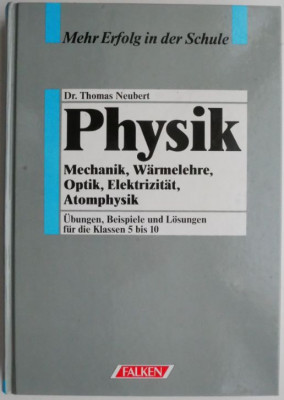 Mehr Erfolg in der Schule
Dr. Thomas Neubert
Physik
Mechanik, Wärmelehre,
Optik, Elektrizität,
Atomphysik
Übungen, Beispiele und Lösungen
für die Klassen 5 bis 10
FALKEN